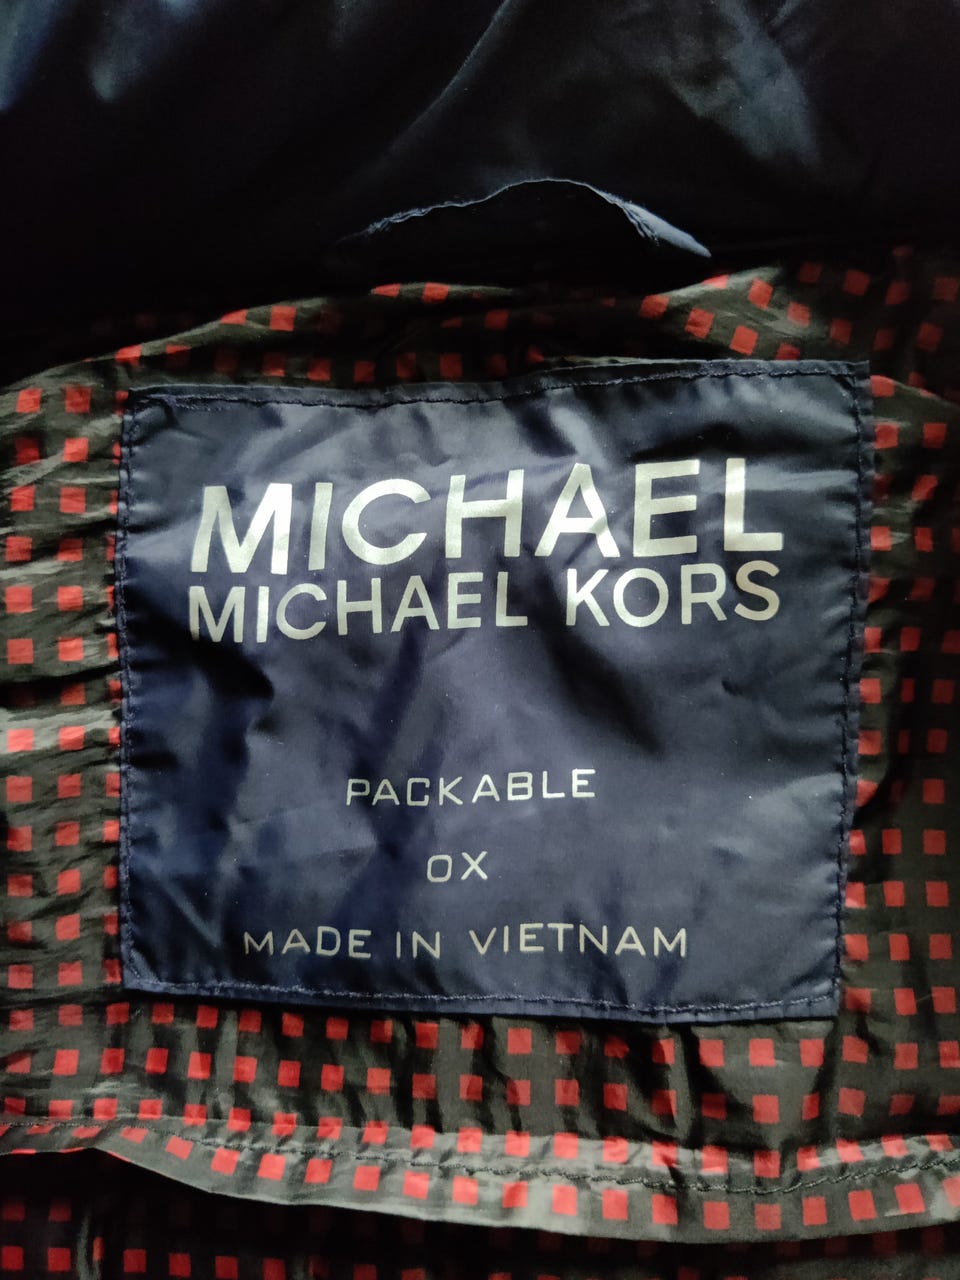 MICHAEL
MICHAEL KORS
PACKABLE
0X
MADE IN VIETNAM